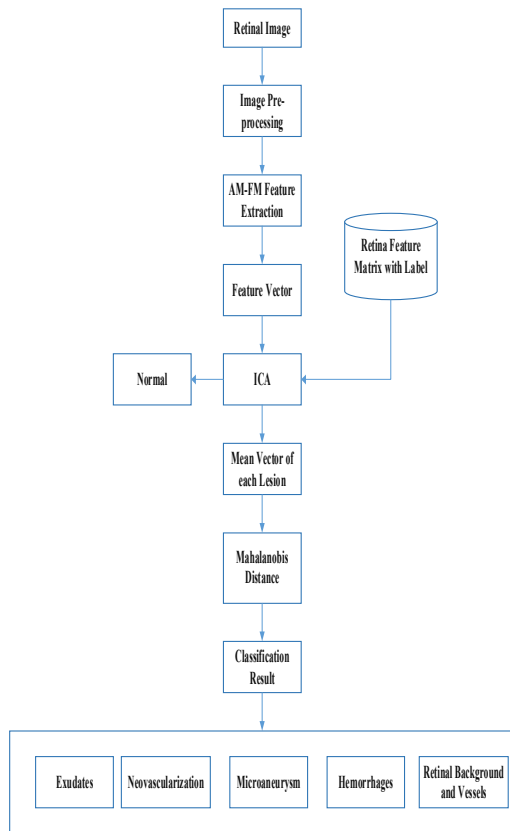 Retinal Image
Image Pre-
processing
AM-FM Feature
Extraction
Retina Feature
Matrix with Label
Feature Vector
Normal
ICA
Mean Vector of
each Lesion
Mahalanobis
Distance
Classification
Result
Exudates
Neovascularization
Microaneurysm
Hemorrhages
Retinal Background
and Vessels